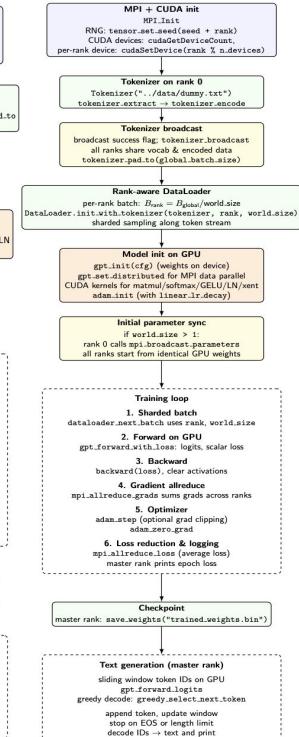 MPI + CUDA init
MPI_Init
RNG: tensor_set_seed(seed + rank)
CUDA devices: cudaGetDeviceCount,
per-rank device: cudaSetDevice(rank % n_devices)
Tokenizer on rank 0
Tokenizer("../data/dummy.txt")
tokenizer_extract → tokenizer_encode
d_to
Tokenizer broadcast
broadcast success flag; tokenizer_broadcast
all ranks share vocab & encoded data
tokenizer_pad_to(global_batch_size)
Rank-aware DataLoader
per-rank batch: B_rank = B_global/world_size
DataLoader_init_with_tokenizer(tokenizer, rank, world_size)
sharded sampling along token stream
LN
Model init on GPU
gpt_init(cfg) (weights on device)
gpt_set_distributed for MPI data parallel
CUDA kernels for matmul/softmax/GELU/LN/xent
adam_init (with linear_lr_decay)
Initial parameter sync
if world_size > 1:
rank 0 calls mpi_broadcast_parameters
all ranks start from identical GPU weights
Training loop
1. Sharded batch
dataloader_next_batch uses rank, world_size
2. Forward on GPU
gpt_forward_with_loss: logits, scalar loss
3. Backward
backward(loss), clear activations
4. Gradient allreduce
mpi_allreduce_grads sums grads across ranks
5. Optimizer
adam_step (optional grad clipping)
adam_zero_grad
6. Loss reduction & logging
mpi_allreduce_loss (average loss)
master rank prints epoch loss
Checkpoint
master rank: save_weights("trained_weights.bin")
Text generation (master rank)
sliding window token IDs on GPU
gpt_forward_logits
greedy decode: greedy_select_next_token
append token, update window
stop on EOS or length limit
decode IDs → text and print